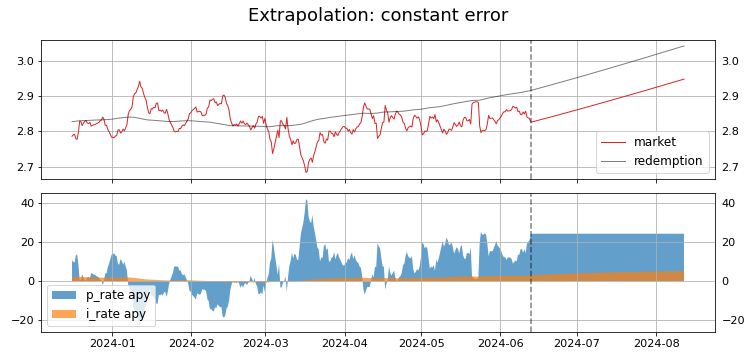 Extrapolation: constant error
3.0 3.0
2.9 2.9
2.8 2.8
2.7 2.7
market
redemption
40 40
20 20
0 0
−20 −20
p_rate apy
i_rate apy
2024-01 2024-02 2024-03 2024-04 2024-05 2024-06 2024-07 2024-08